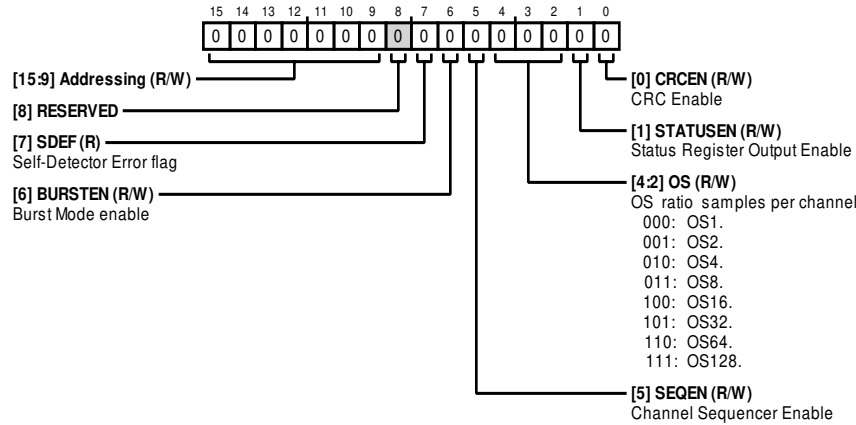 15 14 13 12 11 10 9 8 7 6 5 4 3 2 1 0
0 0 0 0 0 0 0 0 0 0 0 0 0 0 0 0
[15:9] Addressing (R/W)
[8] RESERVED
[7] SDEF (R)
Self-Detector Error flag
[6] BURSTEN (R/W)
Burst Mode enable
[0] CRCEN (R/W)
CRC Enable
[1] STATUSEN (R/W)
Status Register Output Enable
[4:2] OS (R/W)
OS ratio samples per channel
000: OS1.
001: OS2.
010: OS4.
011: OS8.
100: OS16.
101: OS32.
110: OS64.
111: OS128.
[5] SEQEN (R/W)
Channel Sequencer Enable